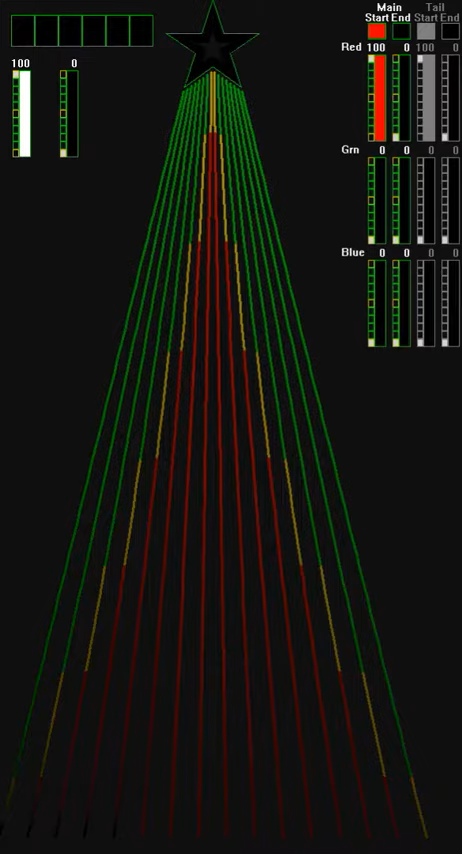 Main Tail
Start End Start End
Red 100 0 100 0
100 0
Grn 0 0 0 0
Blue 0 0 0 0